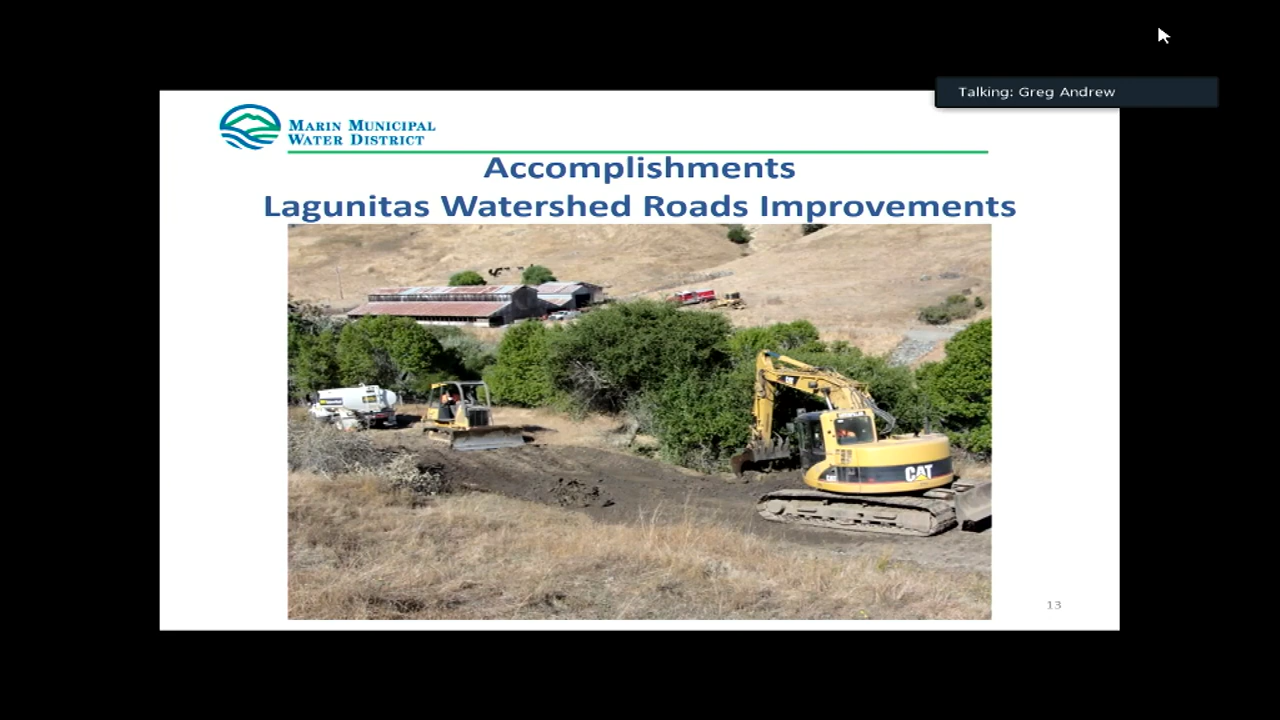 Talking: Greg Andrew
MARIN MUNICIPAL
WATER DISTRICT
Accomplishments
Lagunitas Watershed Roads Improvements
CAT
13